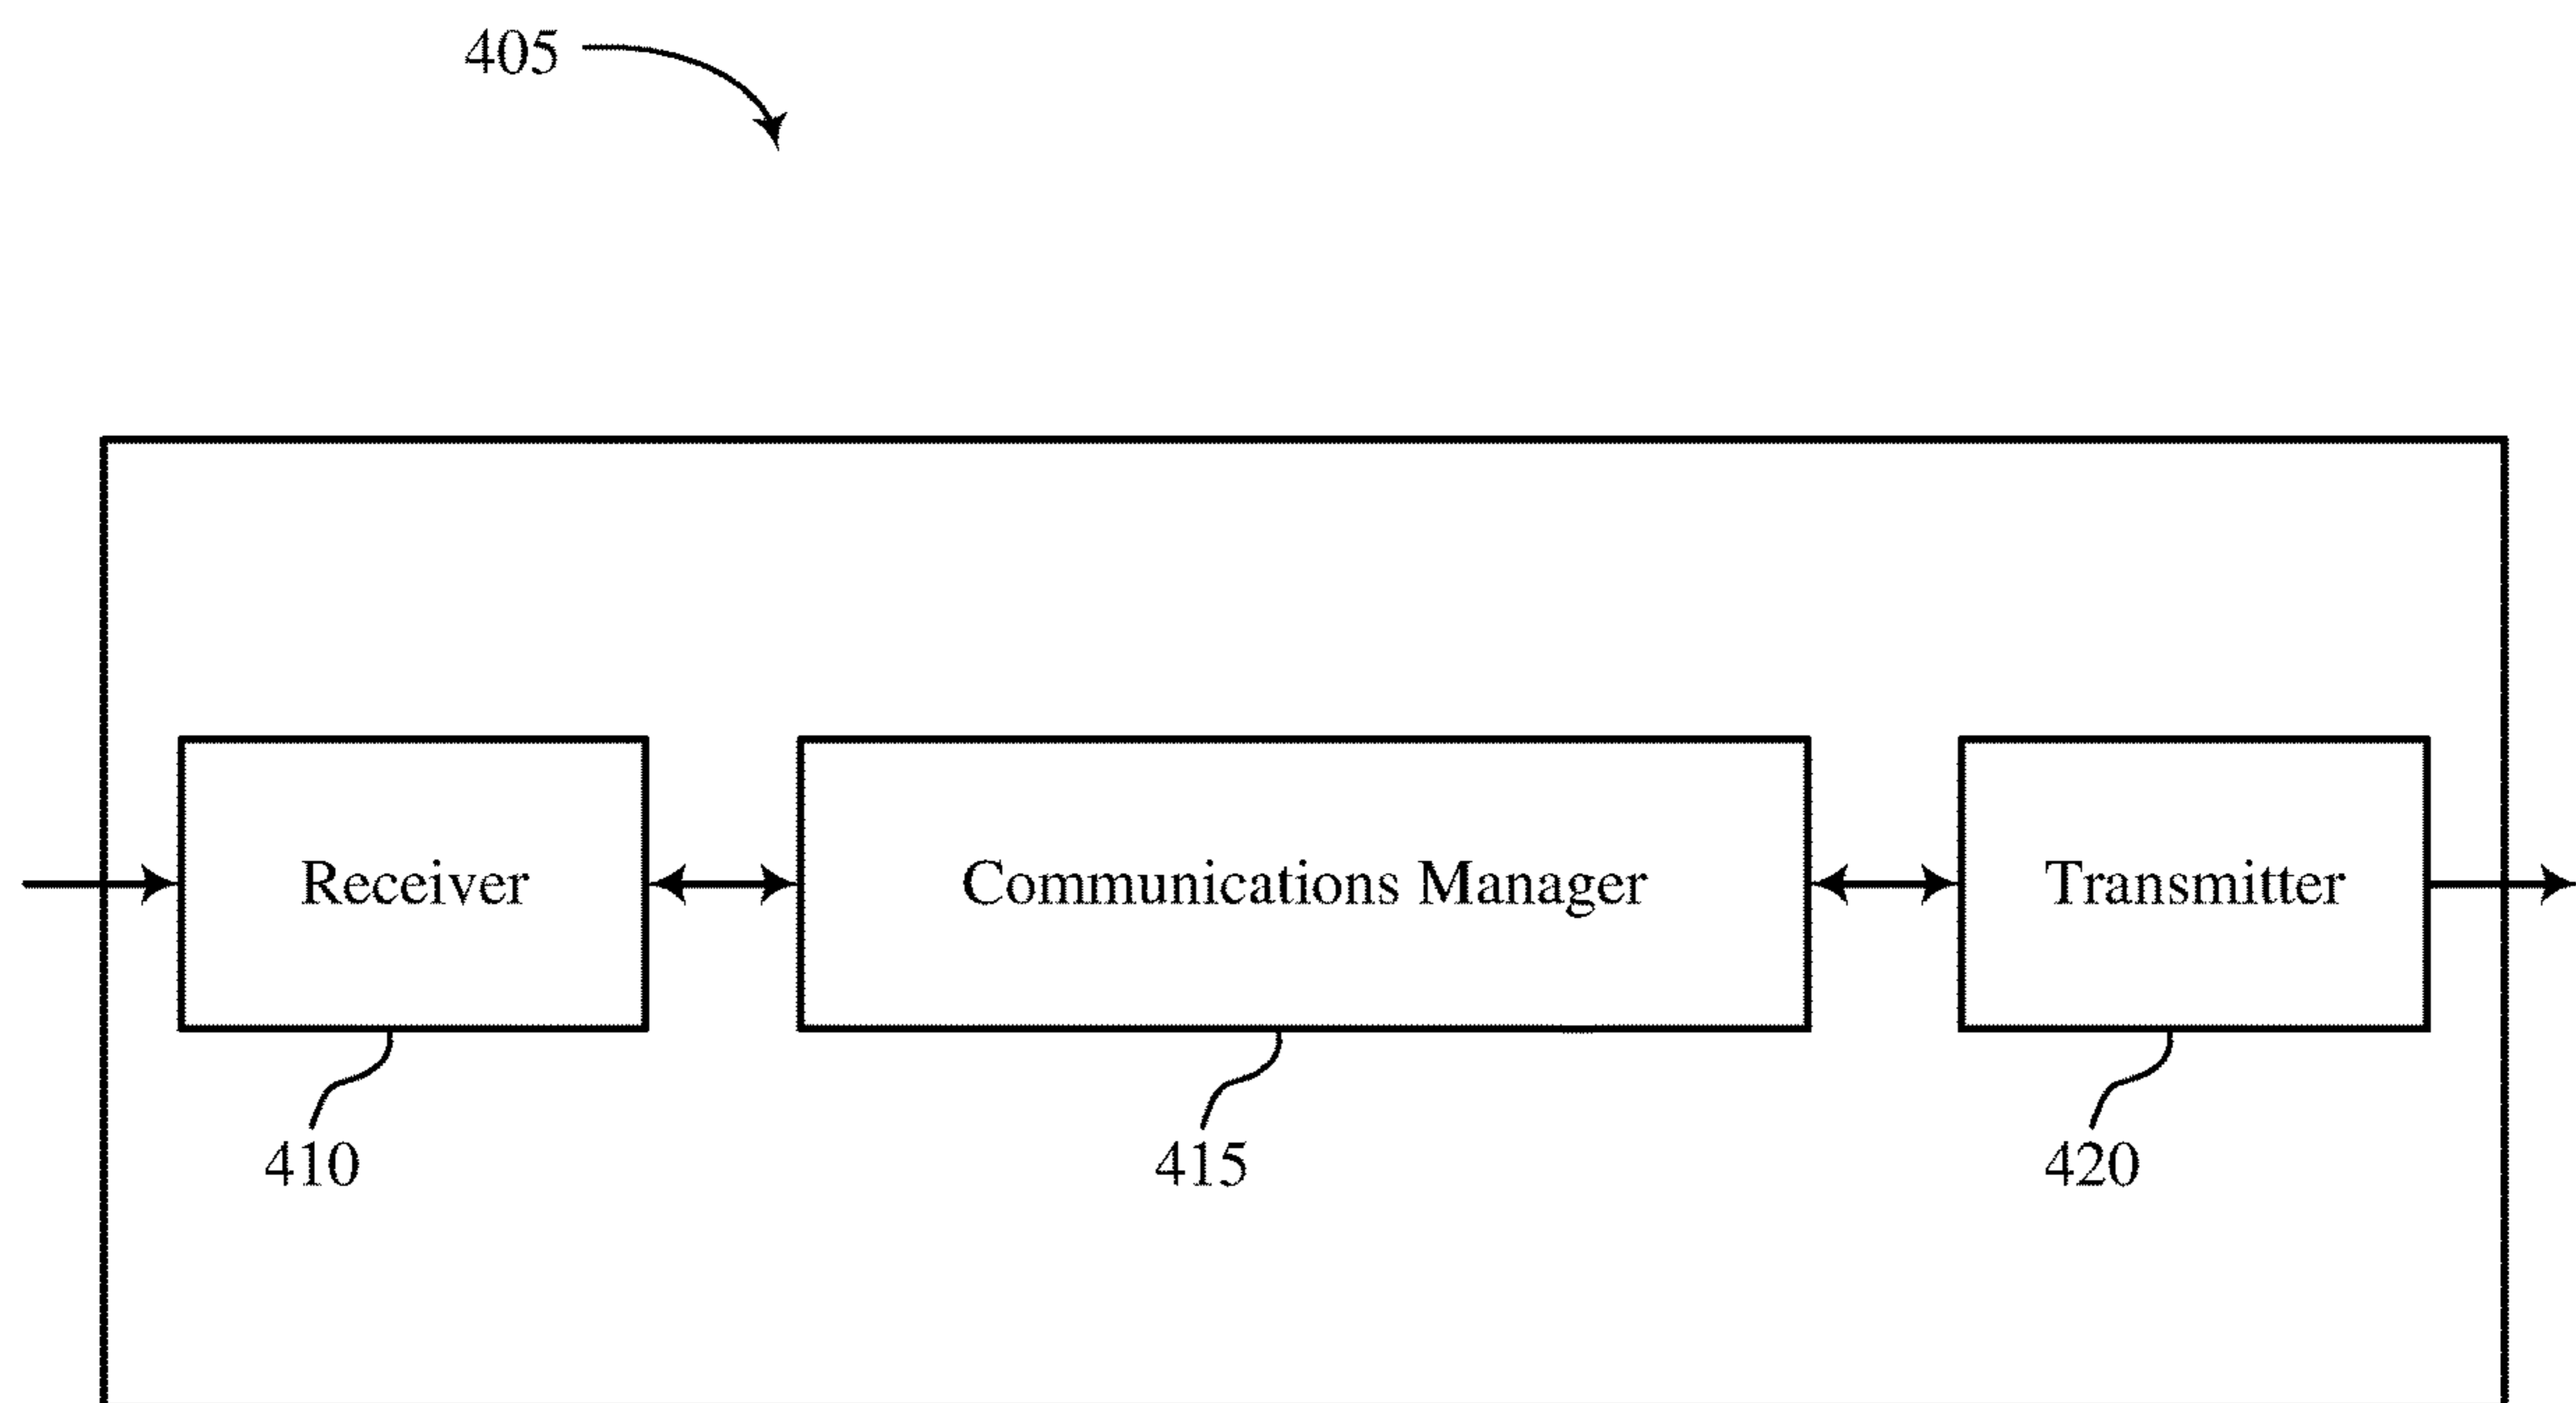 405
Receiver
Communications Manager
Transmitter
410
415
420